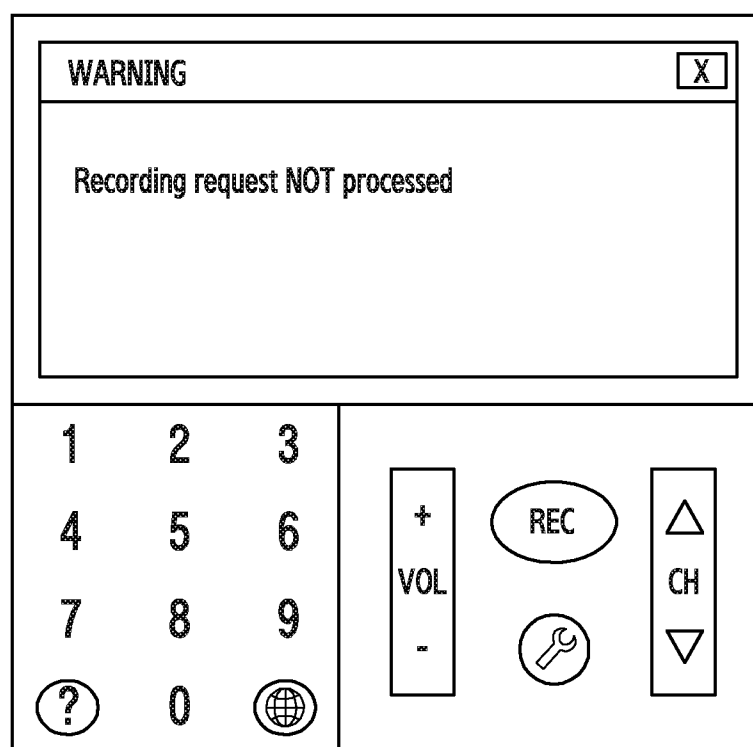 WARNING X
Recording request NOT processed
1 2 3
4 5 6
7 8 9
? 0
+
VOL
-
REC
CH